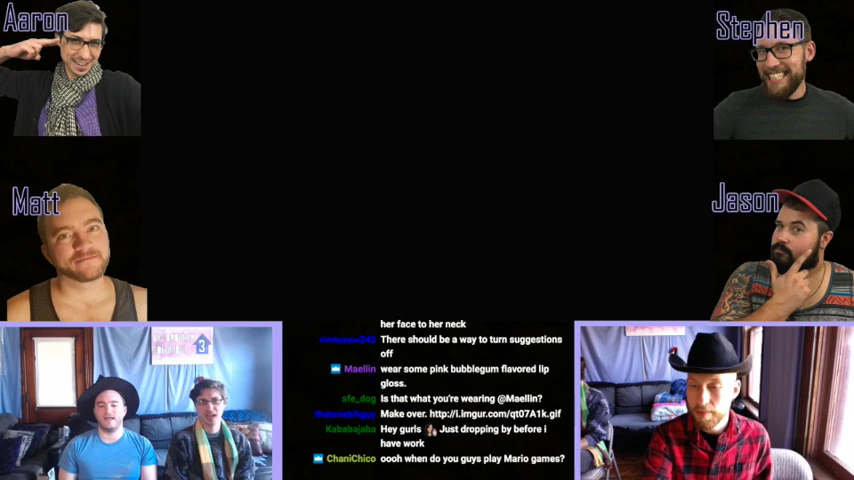 Aaron
Stephen
Matt
Jason
3
her face to her neck
There should be a way to turn suggestions
off
Maellin wear some pink bubblegum flavored lip
gloss.
sfe_dog Is that what you're wearing @Maellin?
Make over. http://i.imgur.com/qt07A1k.gif
Kababajaba Hey gurls Just dropping by before i
have work
ChaniChico oooh when do you guys play Mario games?